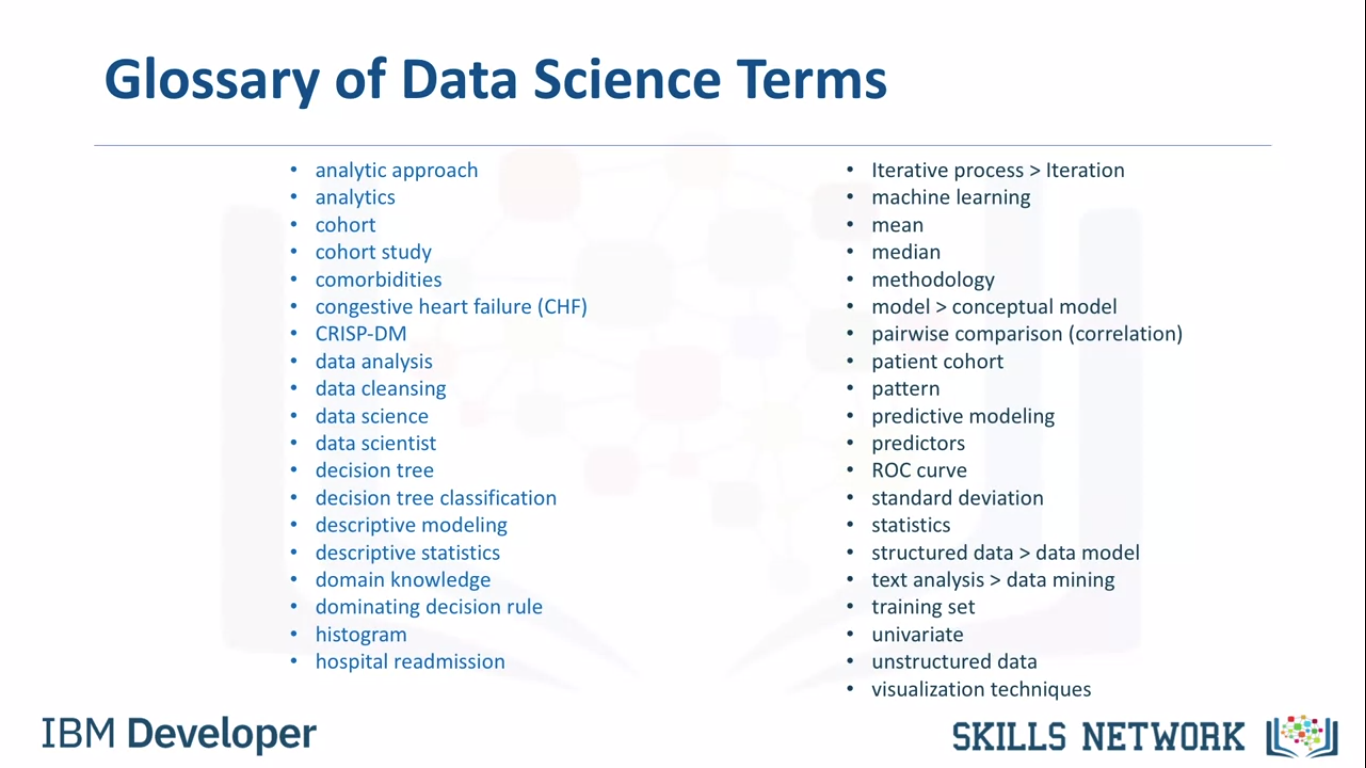 Glossary of Data Science Terms
• analytic approach
• analytics
• cohort
• cohort study
• comorbidities
• congestive heart failure (CHF)
• CRISP-DM
• data analysis
• data cleansing
• data science
• data scientist
• decision tree
• decision tree classification
• descriptive modeling
• descriptive statistics
• domain knowledge
• dominating decision rule
• histogram
• hospital readmission
• Iterative process > Iteration
• machine learning
• mean
• median
• methodology
• model > conceptual model
• pairwise comparison (correlation)
• patient cohort
• pattern
• predictive modeling
• predictors
• ROC curve
• standard deviation
• statistics
• structured data > data model
• text analysis > data mining
• training set
• univariate
• unstructured data
• visualization techniques
IBM Developer
SKILLS NETWORK